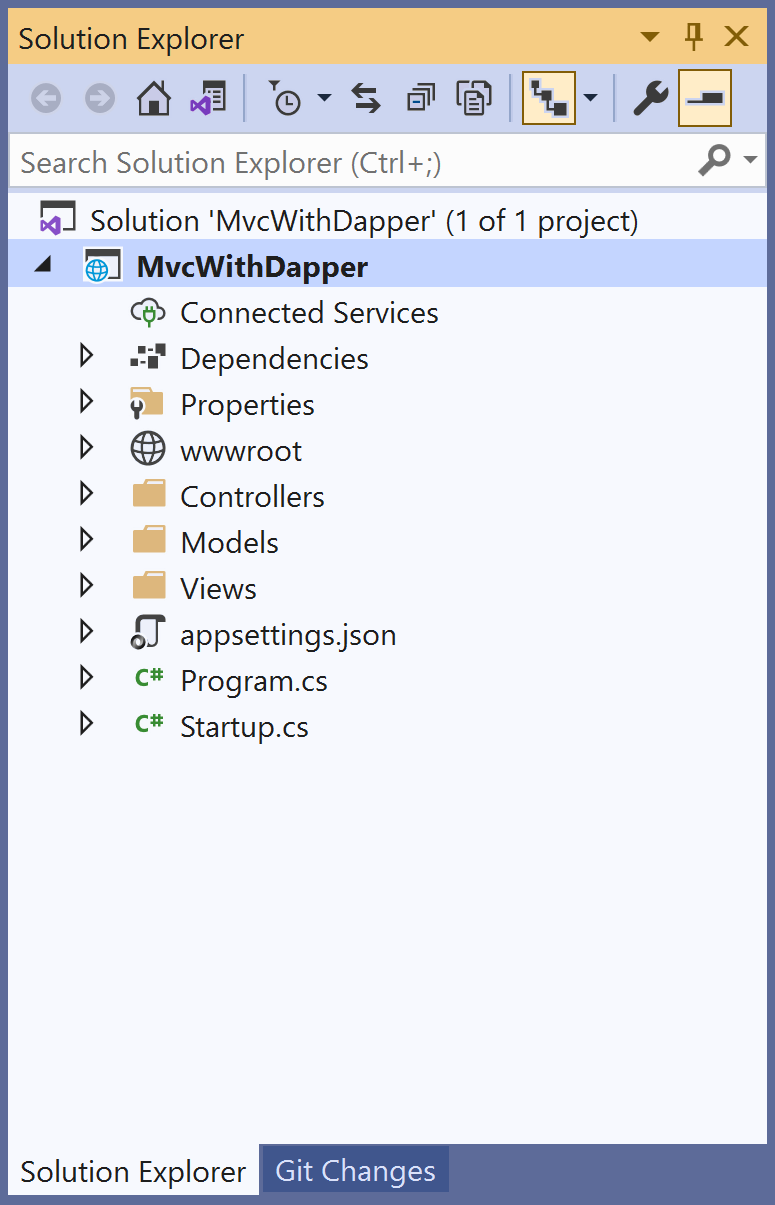 Solution Explorer
Search Solution Explorer (Ctrl+;)
Solution 'MvcWithDapper' (1 of 1 project)
MvcWithDapper
Connected Services
Dependencies
Properties
wwwroot
Controllers
Models
Views
appsettings.json
C# Program.cs
C# Startup.cs
Solution Explorer Git Changes